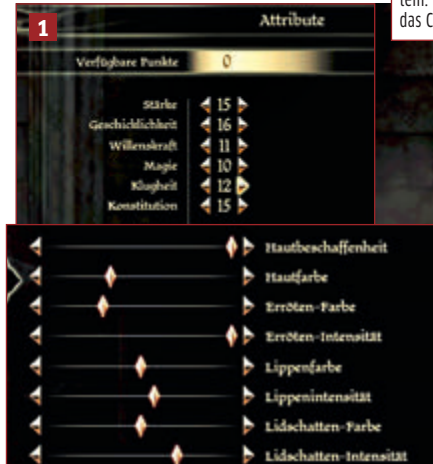 1
Attribute
Verfügbare Punkte 0
Stärke 15
Geschicklichkeit 16
Willenskraft 11
Magie 10
Klugheit 12
Konstitution 15
das C
Hautbeschaffenheit
Hautfarbe
Erröten-Farbe
Erröten-Intensität
Lippenfarbe
Lippenintensität
Lidschatten-Farbe
Lidschatten-Intensität